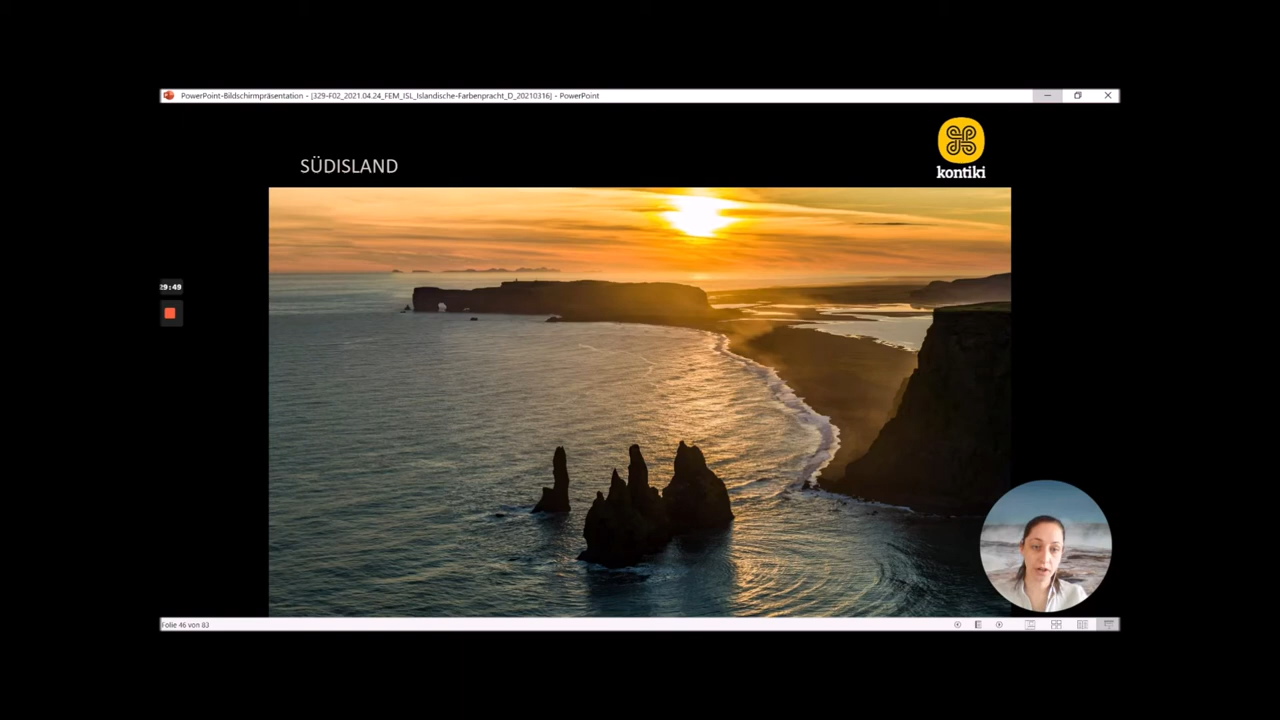 PowerPoint-Bildschirmpräsentation - [329-F02_2021.04.24_FEM_ISL_Islandische-Farbenpracht_D_20210316] - PowerPoint
SÜDISLAND
kontiki
29:49
Folie 46 von 83